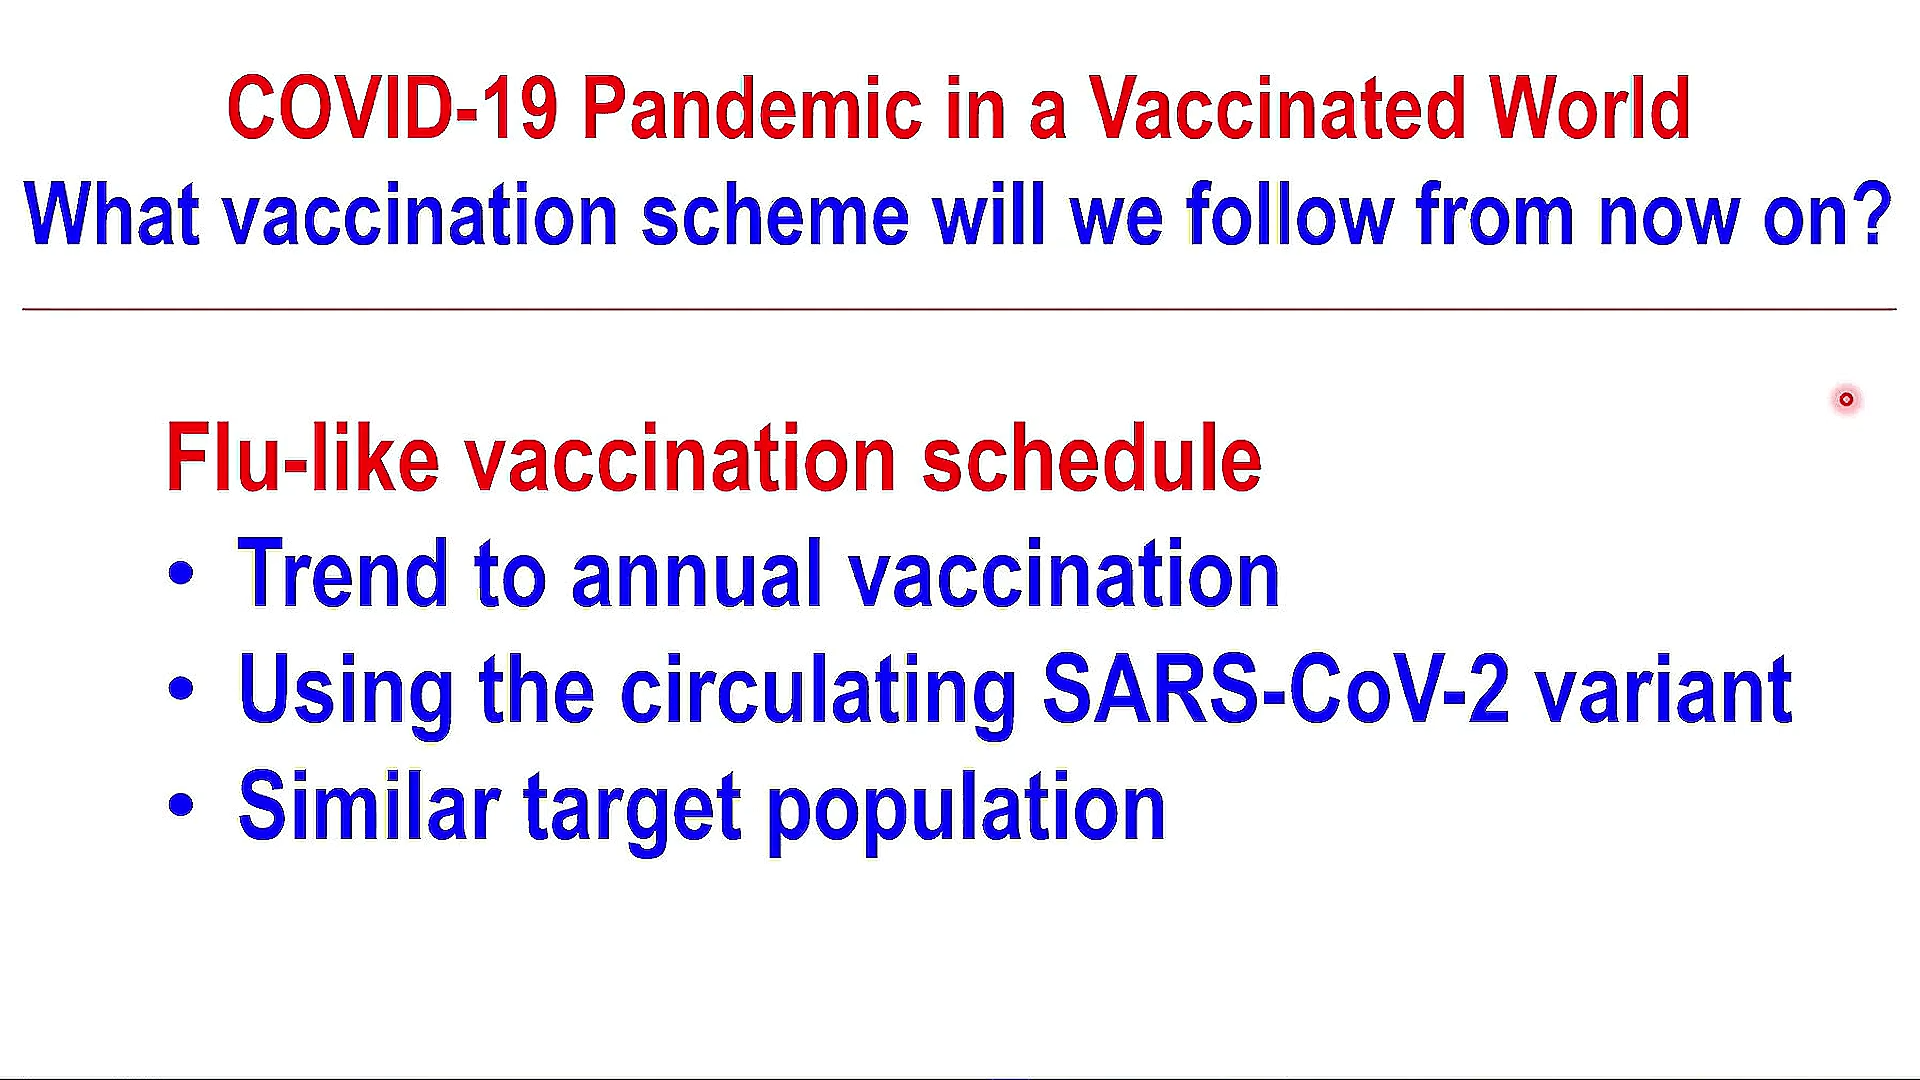 COVID-19 Pandemic in a Vaccinated World
What vaccination scheme will we follow from now on?
Flu-like vaccination schedule
• Trend to annual vaccination
• Using the circulating SARS-CoV-2 variant
• Similar target population